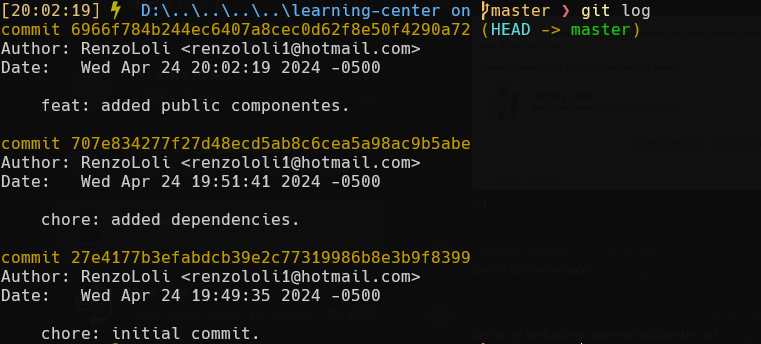 [20:02:19] ⚡ D:\..\..\..\..\learning-center on master ❯ git log
commit 6966f784b244ec6407a8cec0d62f8e50f4290a72 (HEAD -> master)
Author: RenzoLoli <renzololi1@hotmail.com>
Date:   Wed Apr 24 20:02:19 2024 -0500
feat: added public componentes.
commit 707e834277f27d48ecd5ab8c6cea5a98ac9b5abe
Author: RenzoLoli <renzololi1@hotmail.com>
Date:   Wed Apr 24 19:51:41 2024 -0500
chore: added dependencies.
commit 27e4177b3efabdcb39e2c77319986b8e3b9f8399
Author: RenzoLoli <renzololi1@hotmail.com>
Date:   Wed Apr 24 19:49:35 2024 -0500
chore: initial commit.